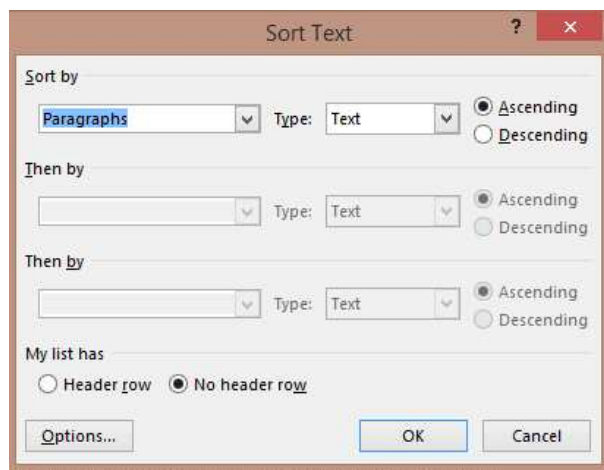 Sort Text ?
Sort by
Paragraphs Type: Text Ascending
Descending
Then by
Type: Text Ascending
Descending
Then by
Type: Text Ascending
Descending
My list has
Header row No header row
Options... OK Cancel